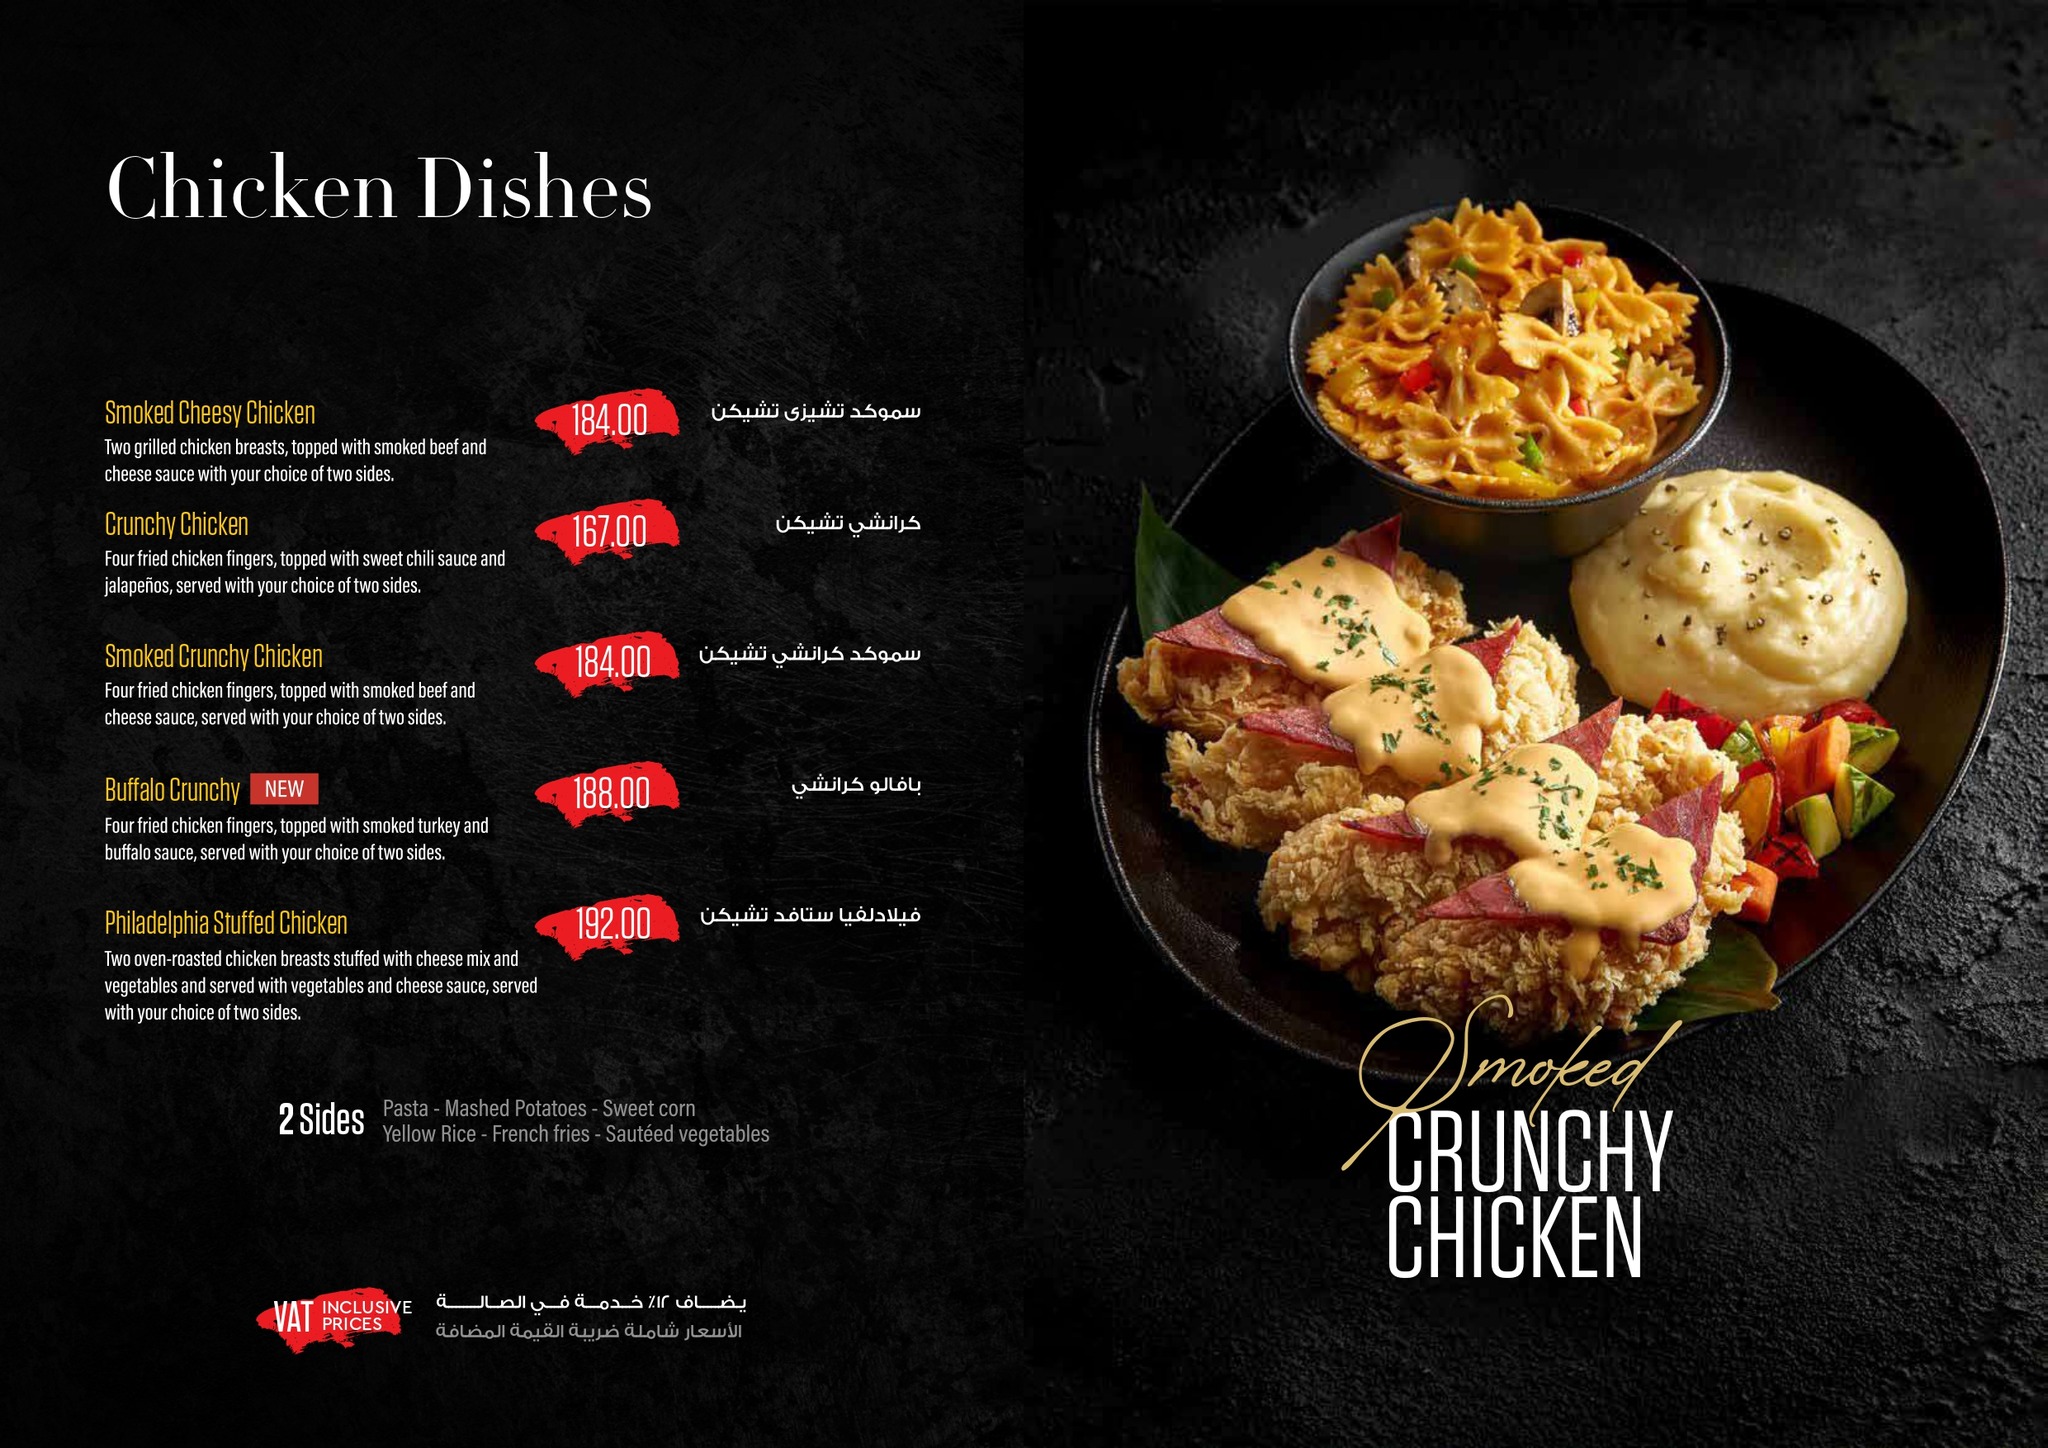 Chicken Dishes
Smoked Cheesy Chicken
184.00
سموكد تشيزى تشيكن
Two grilled chicken breasts, topped with smoked beef and
cheese sauce with your choice of two sides.
Crunchy Chicken
167.00
كرانشي تشيكن
Four fried chicken fingers, topped with sweet chili sauce and
jalapeños, served with your choice of two sides.
Smoked Crunchy Chicken
184.00
سموكد كرانشي تشيكن
Four fried chicken fingers, topped with smoked beef and
cheese sauce, served with your choice of two sides.
Buffalo Crunchy NEW
188.00
بافالو كرانشي
Four fried chicken fingers, topped with smoked turkey and
buffalo sauce, served with your choice of two sides.
Philadelphia Stuffed Chicken
192.00
فيلادلفيا ستافد تشيكن
Two oven-roasted chicken breasts stuffed with cheese mix and
vegetables and served with vegetables and cheese sauce, served
with your choice of two sides.
2 Sides
Pasta - Mashed Potatoes - Sweet corn
Yellow Rice - French fries - Sautéed vegetables
VAT INCLUSIVE
PRICES
يضـــــاف ١٢٪ خـدمـــة فـــي الصـالـــــــة
الأسعار شاملة ضريبة القيمة المضافة
Smoked
CRUNCHY
CHICKEN